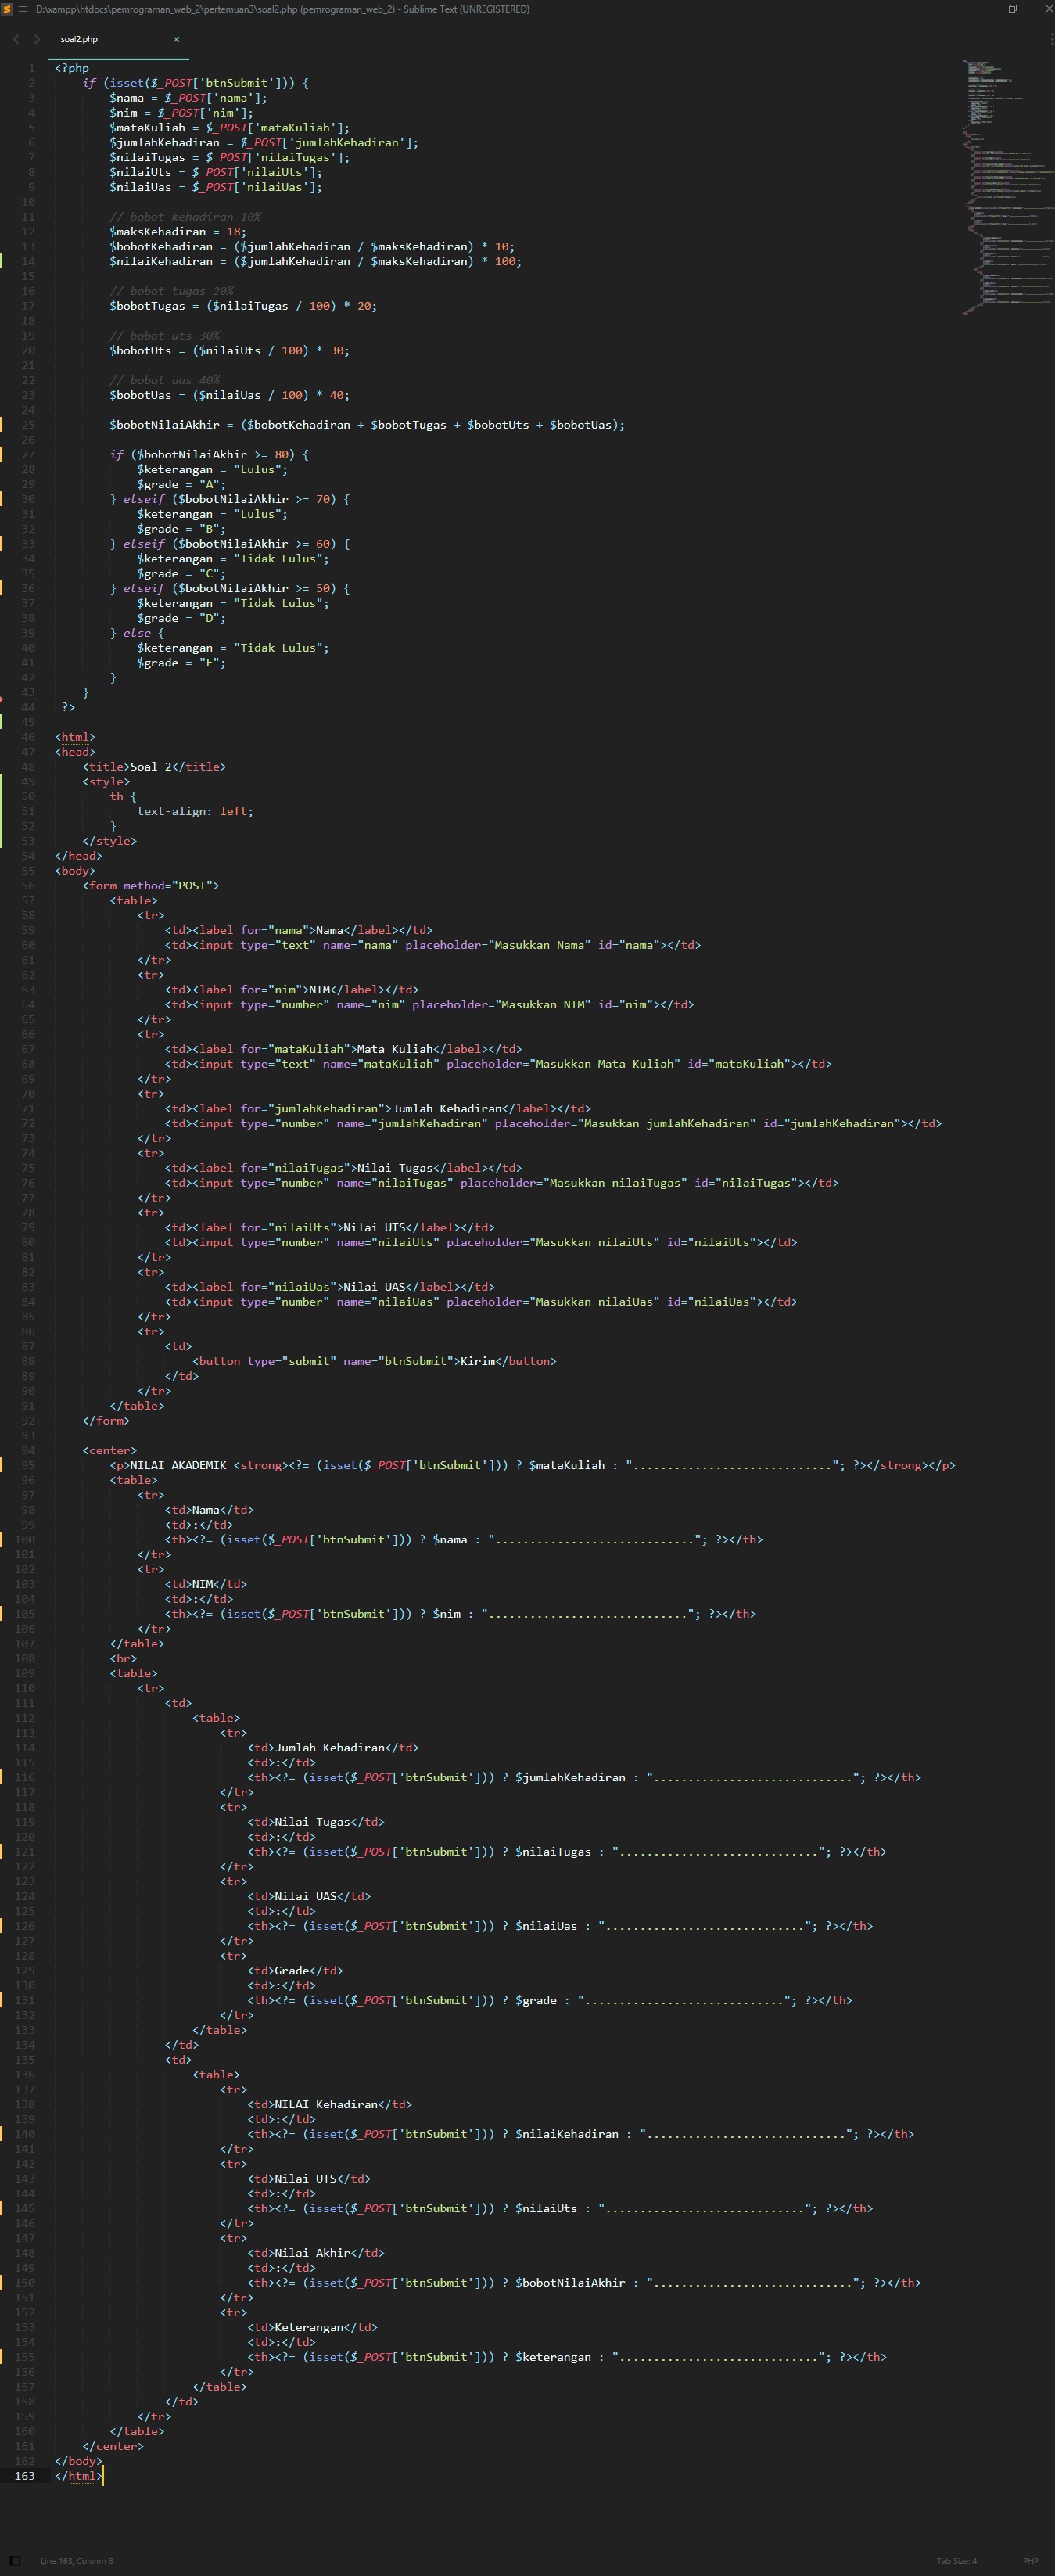 D:\xampp\htdocs\pemrograman_web_2\pertemuan3\soal2.php (pemrograman_web_2) - Sublime Text (UNREGISTERED)
soal2.php
1 <?php
2 if (isset($_POST['btnSubmit'])) {
3 $nama = $_POST['nama'];
4 $nim = $_POST['nim'];
5 $mataKuliah = $_POST['mataKuliah'];
6 $jumlahKehadiran = $_POST['jumlahKehadiran'];
7 $nilaiTugas = $_POST['nilaiTugas'];
8 $nilaiUts = $_POST['nilaiUts'];
9 $nilaiUas = $_POST['nilaiUas'];
10
11 // bobot kehadiran 10%
12 $maksKehadiran = 18;
13 $bobotKehadiran = ($jumlahKehadiran / $maksKehadiran) * 10;
14 $nilaiKehadiran = ($jumlahKehadiran / $maksKehadiran) * 100;
15
16 // bobot tugas 20%
17 $bobotTugas = ($nilaiTugas / 100) * 20;
18
19 // bobot uts 30%
20 $bobotUts = ($nilaiUts / 100) * 30;
21
22 // bobot uas 40%
23 $bobotUas = ($nilaiUas / 100) * 40;
24
25 $bobotNilaiAkhir = ($bobotKehadiran + $bobotTugas + $bobotUts + $bobotUas);
26
27 if ($bobotNilaiAkhir >= 80) {
28 $keterangan = "Lulus";
29 $grade = "A";
30 } elseif ($bobotNilaiAkhir >= 70) {
31 $keterangan = "Lulus";
32 $grade = "B";
33 } elseif ($bobotNilaiAkhir >= 60) {
34 $keterangan = "Tidak Lulus";
35 $grade = "C";
36 } elseif ($bobotNilaiAkhir >= 50) {
37 $keterangan = "Tidak Lulus";
38 $grade = "D";
39 } else {
40 $keterangan = "Tidak Lulus";
41 $grade = "E";
42 }
43 }
44 ?>
45
46 <html>
47 <head>
48 <title>Soal 2</title>
49 <style>
50 th {
51 text-align: left;
52 }
53 </style>
54 </head>
55 <body>
56 <form method="POST">
57 <table>
58 <tr>
59 <td><label for="nama">Nama</label></td>
60 <td><input type="text" name="nama" placeholder="Masukkan Nama" id="nama"></td>
61 </tr>
62 <tr>
63 <td><label for="nim">NIM</label></td>
64 <td><input type="number" name="nim" placeholder="Masukkan NIM" id="nim"></td>
65 </tr>
66 <tr>
67 <td><label for="mataKuliah">Mata Kuliah</label></td>
68 <td><input type="text" name="mataKuliah" placeholder="Masukkan Mata Kuliah" id="mataKuliah"></td>
69 </tr>
70 <tr>
71 <td><label for="jumlahKehadiran">Jumlah Kehadiran</label></td>
72 <td><input type="number" name="jumlahKehadiran" placeholder="Masukkan jumlahKehadiran" id="jumlahKehadiran"></td>
73 </tr>
74 <tr>
75 <td><label for="nilaiTugas">Nilai Tugas</label></td>
76 <td><input type="number" name="nilaiTugas" placeholder="Masukkan nilaiTugas" id="nilaiTugas"></td>
77 </tr>
78 <tr>
79 <td><label for="nilaiUts">Nilai UTS</label></td>
80 <td><input type="number" name="nilaiUts" placeholder="Masukkan nilaiUts" id="nilaiUts"></td>
81 </tr>
82 <tr>
83 <td><label for="nilaiUas">Nilai UAS</label></td>
84 <td><input type="number" name="nilaiUas" placeholder="Masukkan nilaiUas" id="nilaiUas"></td>
85 </tr>
86 <tr>
87 <td>
88 <button type="submit" name="btnSubmit">Kirim</button>
89 </td>
90 </tr>
91 </table>
92 </form>
93
94 <center>
95 <p>NILAI AKADEMIK <strong><?= (isset($_POST['btnSubmit'])) ? $mataKuliah : "............................."; ?></strong></p>
96 <table>
97 <tr>
98 <td>Nama</td>
99 <td>:</td>
100 <th><?= (isset($_POST['btnSubmit'])) ? $nama : "............................."; ?></th>
101 </tr>
102 <tr>
103 <td>NIM</td>
104 <td>:</td>
105 <th><?= (isset($_POST['btnSubmit'])) ? $nim : "............................."; ?></th>
106 </tr>
107 </table>
108 <br>
109 <table>
110 <tr>
111 <td>
112 <table>
113 <tr>
114 <td>Jumlah Kehadiran</td>
115 <td>:</td>
116 <th><?= (isset($_POST['btnSubmit'])) ? $jumlahKehadiran : "............................."; ?></th>
117 </tr>
118 <tr>
119 <td>Nilai Tugas</td>
120 <td>:</td>
121 <th><?= (isset($_POST['btnSubmit'])) ? $nilaiTugas : "............................."; ?></th>
122 </tr>
123 <tr>
124 <td>Nilai UAS</td>
125 <td>:</td>
126 <th><?= (isset($_POST['btnSubmit'])) ? $nilaiUas : "............................."; ?></th>
127 </tr>
128 <tr>
129 <td>Grade</td>
130 <td>:</td>
131 <th><?= (isset($_POST['btnSubmit'])) ? $grade : "............................."; ?></th>
132 </tr>
133 </table>
134 </td>
135 <td>
136 <table>
137 <tr>
138 <td>NILAI Kehadiran</td>
139 <td>:</td>
140 <th><?= (isset($_POST['btnSubmit'])) ? $nilaiKehadiran : "............................."; ?></th>
141 </tr>
142 <tr>
143 <td>Nilai UTS</td>
144 <td>:</td>
145 <th><?= (isset($_POST['btnSubmit'])) ? $nilaiUts : "............................."; ?></th>
146 </tr>
147 <tr>
148 <td>Nilai Akhir</td>
149 <td>:</td>
150 <th><?= (isset($_POST['btnSubmit'])) ? $bobotNilaiAkhir : "............................."; ?></th>
151 </tr>
152 <tr>
153 <td>Keterangan</td>
154 <td>:</td>
155 <th><?= (isset($_POST['btnSubmit'])) ? $keterangan : "............................."; ?></th>
156 </tr>
157 </table>
158 </td>
159 </tr>
160 </table>
161 </center>
162 </body>
163 </html>
Line 163, Column 8
Tab Size: 4
PHP